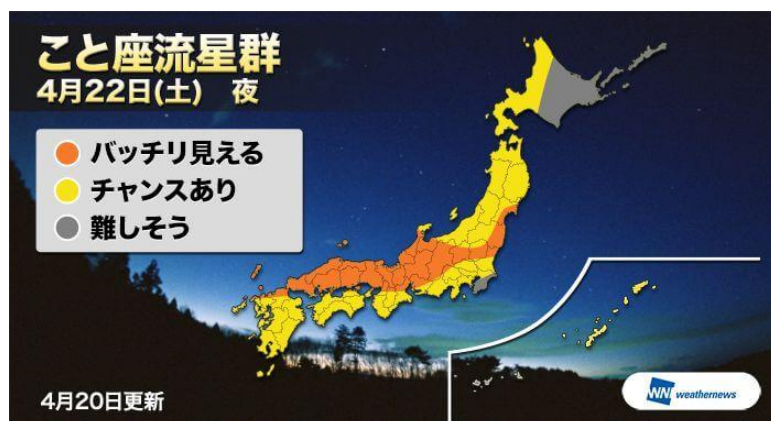 こと座流星群
4月22日(土) 夜
バッチリ見える
チャンスあり
難しそう
4月20日更新
WN weathernews